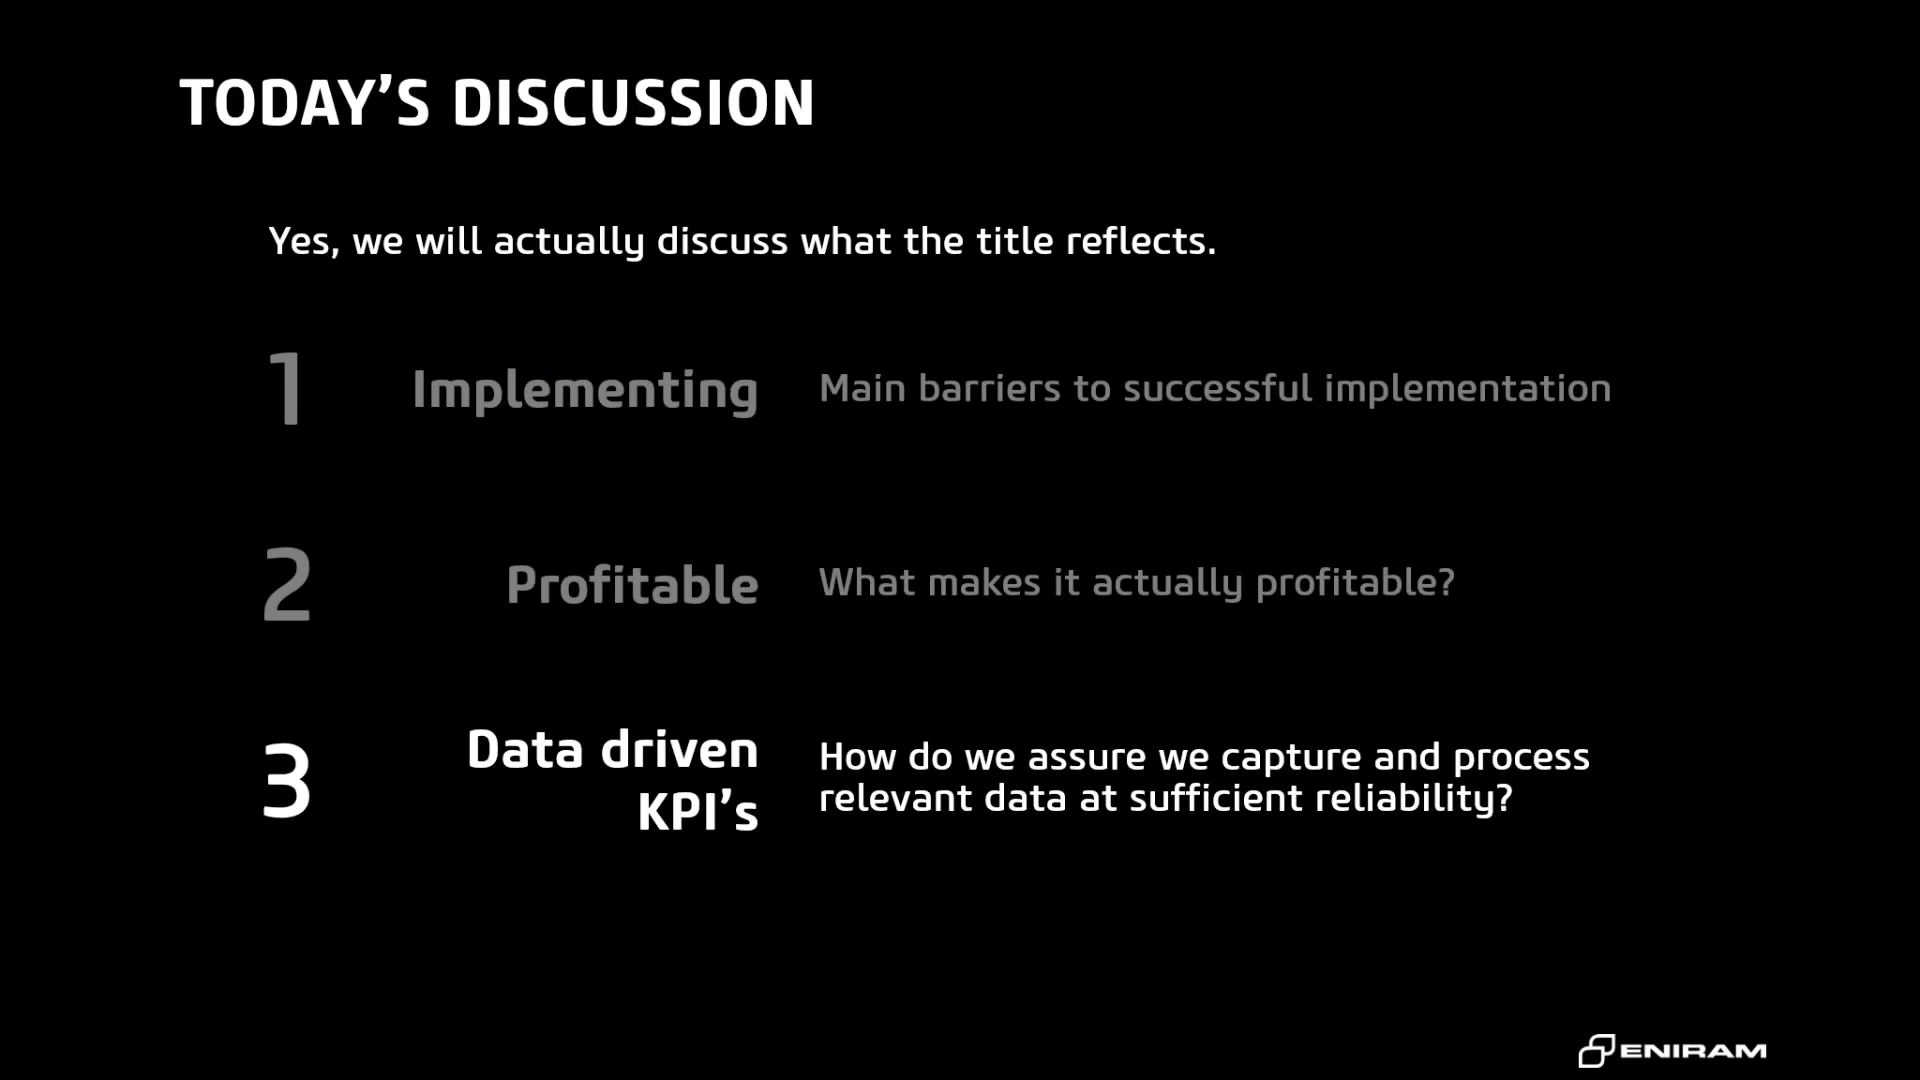 TODAY’S DISCUSSION
Yes, we will actually discuss what the title reflects.
1 Implementing Main barriers to successful implementation
2 Profitable What makes it actually profitable?
3 Data driven KPI’s
How do we assure we capture and process
relevant data at sufficient reliability?
ENIRAM